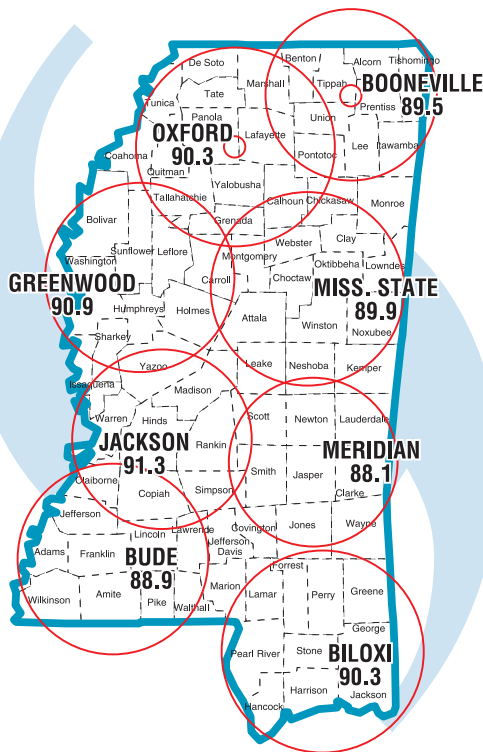 Benton
Alcorn
Tishomingo
De Soto
Marshall
Tippah
BOONEVILLE
89.5
Tate
Tunica
Prentiss
Panola
Union
OXFORD
90.3
Lafayette
Lee
Itawamba
Pontotoc
Coahoma
Quitman
Yalobusha
Tallahatchie
Calhoun
Chickasaw
Monroe
Bolivar
Grenada
Clay
Webster
Sunflower
Leflore
Montgomery
Washington
Oktibbeha
Lowndes
GREENWOOD
90.9
Carroll
Choctaw
MISS. STATE
89.9
Humphreys
Holmes
Attala
Winston
Noxubee
Sharkey
Yazoo
Leake
Neshoba
Kemper
Issaquena
Madison
Warren
Hinds
Scott
Newton
Lauderdale
JACKSON
91.3
Rankin
MERIDIAN
88.1
Smith
Jasper
Claiborne
Copiah
Simpson
Clarke
Jefferson
Lincoln
Lawrence
Covington
Jones
Wayne
Jefferson
Davis
Adams
Franklin
BUDE
88.9
Forrest
Marion
Lamar
Perry
Greene
Wilkinson
Amite
Pike
Walthall
George
Pearl River
Stone
BILOXI
90.3
Harrison
Jackson
Hancock